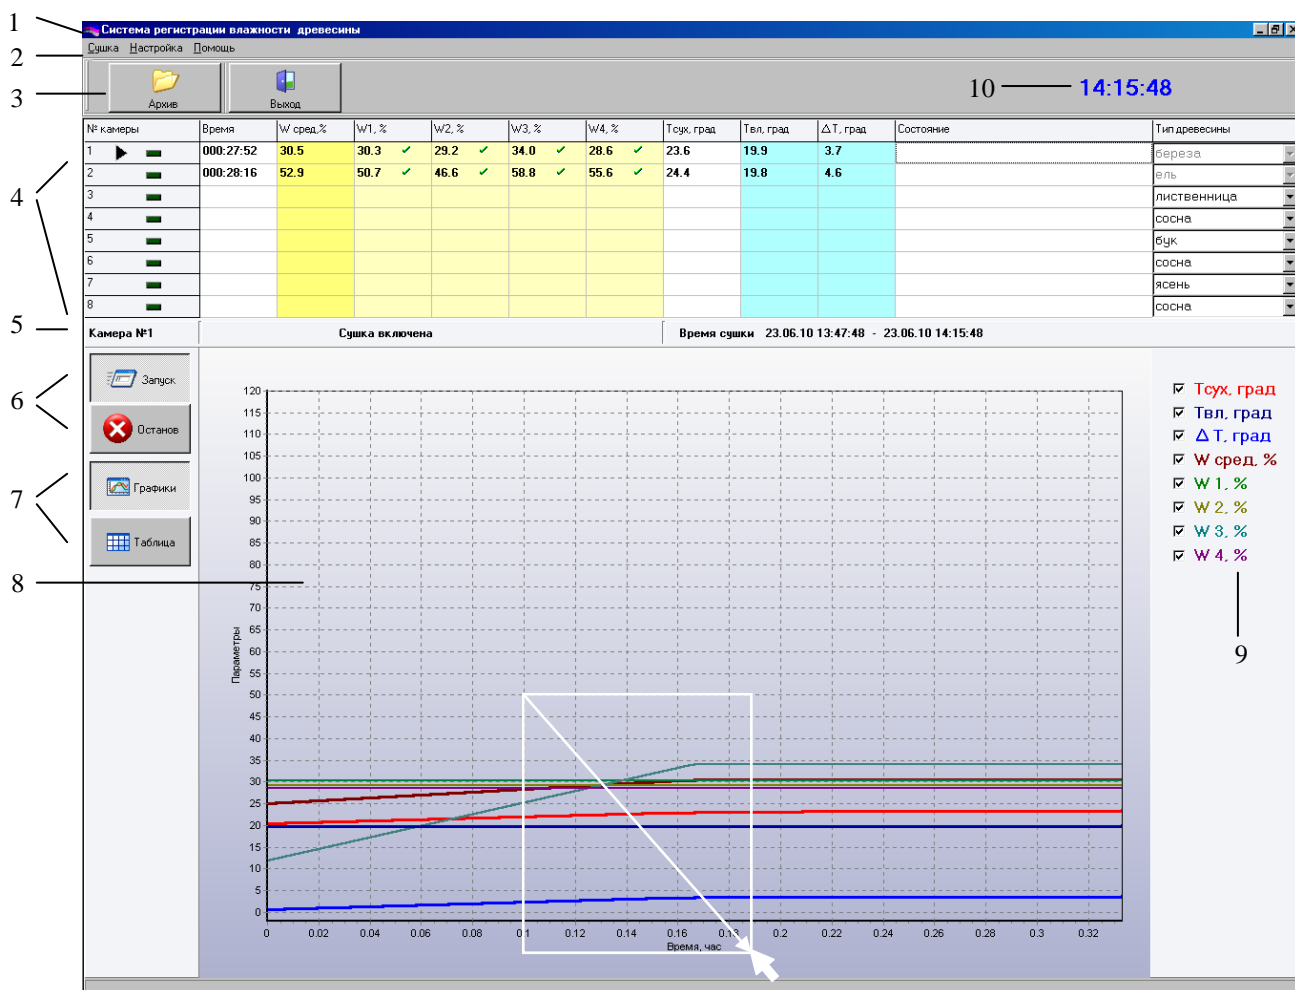 1
Система регистрации влажности древесины
2
Сушка Настройка Помощь
3
Архив
Выход
10
14:15:48
№ камеры Время W сред,% W1, % W2, % W3, % W4, % Тсух, град Твл, град Δ Т, град Состояние Тип древесины
1 000:27:52 30.5 30.3 ✓ 29.2 ✓ 34.0 ✓ 28.6 ✓ 23.6 19.9 3.7 береза
2 000:28:16 52.9 50.7 ✓ 46.6 ✓ 58.8 ✓ 55.6 ✓ 24.4 19.8 4.6 ель
4
3 лиственница
4 сосна
5 бук
6 сосна
7 ясень
8 сосна
5
Камера №1 Сушка включена Время сушки 23.06.10 13:47:48 - 23.06.10 14:15:48
6
Запуск
Останов
7
Графики
Таблица
8
120
115
110
105
100
95
90
85
80
75
70
65
60
55
50
45
40
35
30
25
20
15
10
5
0
Параметры
0 0.02 0.04 0.06 0.08 0.1 0.12 0.14 0.16 0.18 0.2 0.22 0.24 0.26 0.28 0.3 0.32
Время, час
Тсух, град
Твл, град
Δ Т, град
W сред, %
W 1, %
W 2, %
W 3, %
W 4, %
9